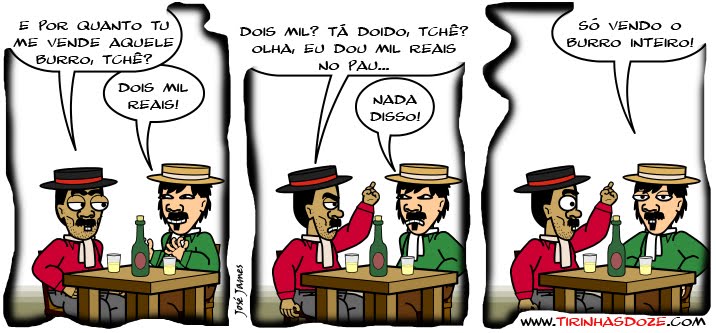 E POR QUANTO TU
ME VENDE AQUELE
BURRO, TCHÊ?
DOIS MIL
REAIS!
DOIS MIL? TÁ DOIDO, TCHÊ?
OLHA, EU DOU MIL REAIS
NO PAU...
NADA
DISSO!
José James
SÓ VENDO O
BURRO INTEIRO!
WWW.TIRINHASDOZE.COM